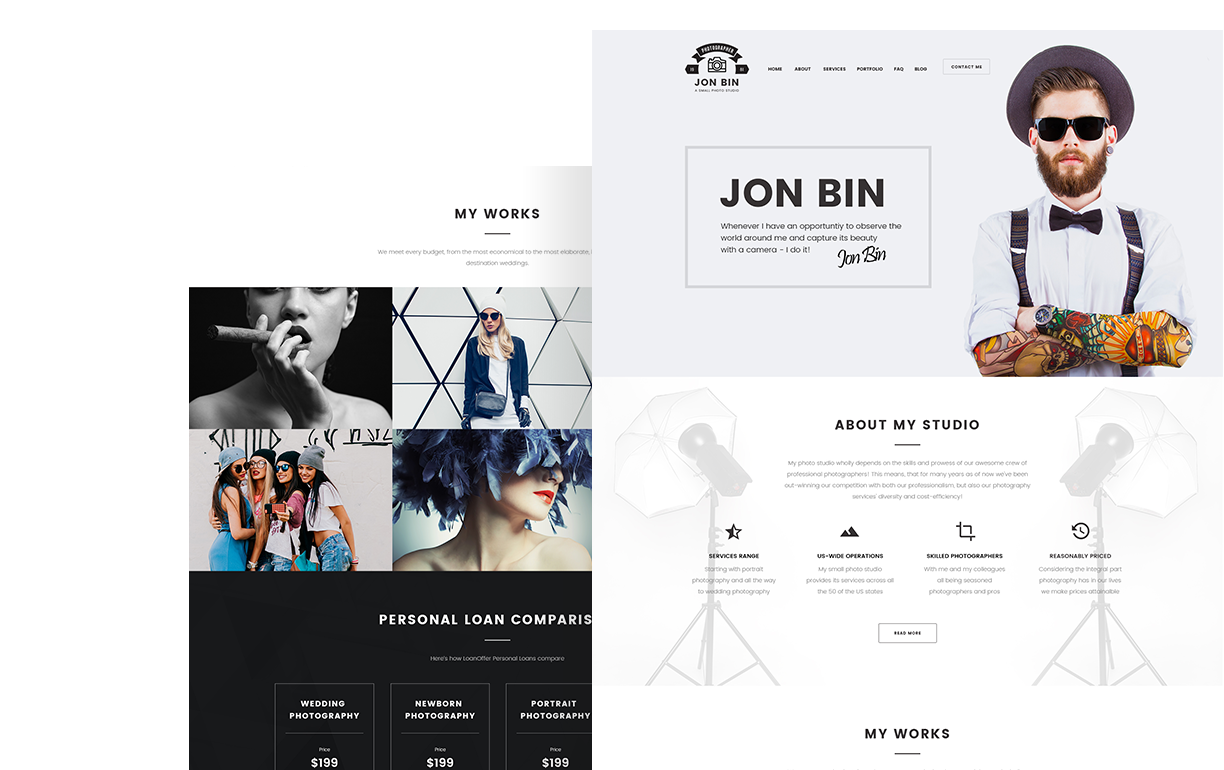 PHOTOGRAPHER
JON BIN
A SMALL PHOTO STUDIO
HOME ABOUT SERVICES PORTFOLIO FAQ BLOG CONTACT ME
JON BIN
Whenever I have an opportuntiy to observe the
world around me and capture its beauty
with a camera - I do it!
Jon Bin
ABOUT MY STUDIO
My photo studio wholly depends on the skills and prowess of our awesome crew of
professional photographers! This means, that for many years as of now we've been
out-winning our competition with both our professionalism, but also our photography
services' diversity and cost-efficiency!
SERVICES RANGE
Starting with portrait
photography and all the way
to wedding photography
US-WIDE OPERATIONS
My small photo studio
provides its services across all
the 50 of the US states
SKILLED PHOTOGRAPHERS
With me and my colleagues
all being seasoned
photographers and pros
REASONABLY PRICED
Considering the integral part
photography has in our lives
we make prices attainalble
READ MORE
MY WORKS
MY WORKS
We meet every budget, from the most economical to the most elaborate,
destination weddings.
PERSONAL LOAN COMPARIS
Here's how LoanOffer Personal Loans compare
WEDDING
PHOTOGRAPHY
Price
$199
NEWBORN
PHOTOGRAPHY
Price
$199
PORTRAIT
PHOTOGRAPHY
Price
$199